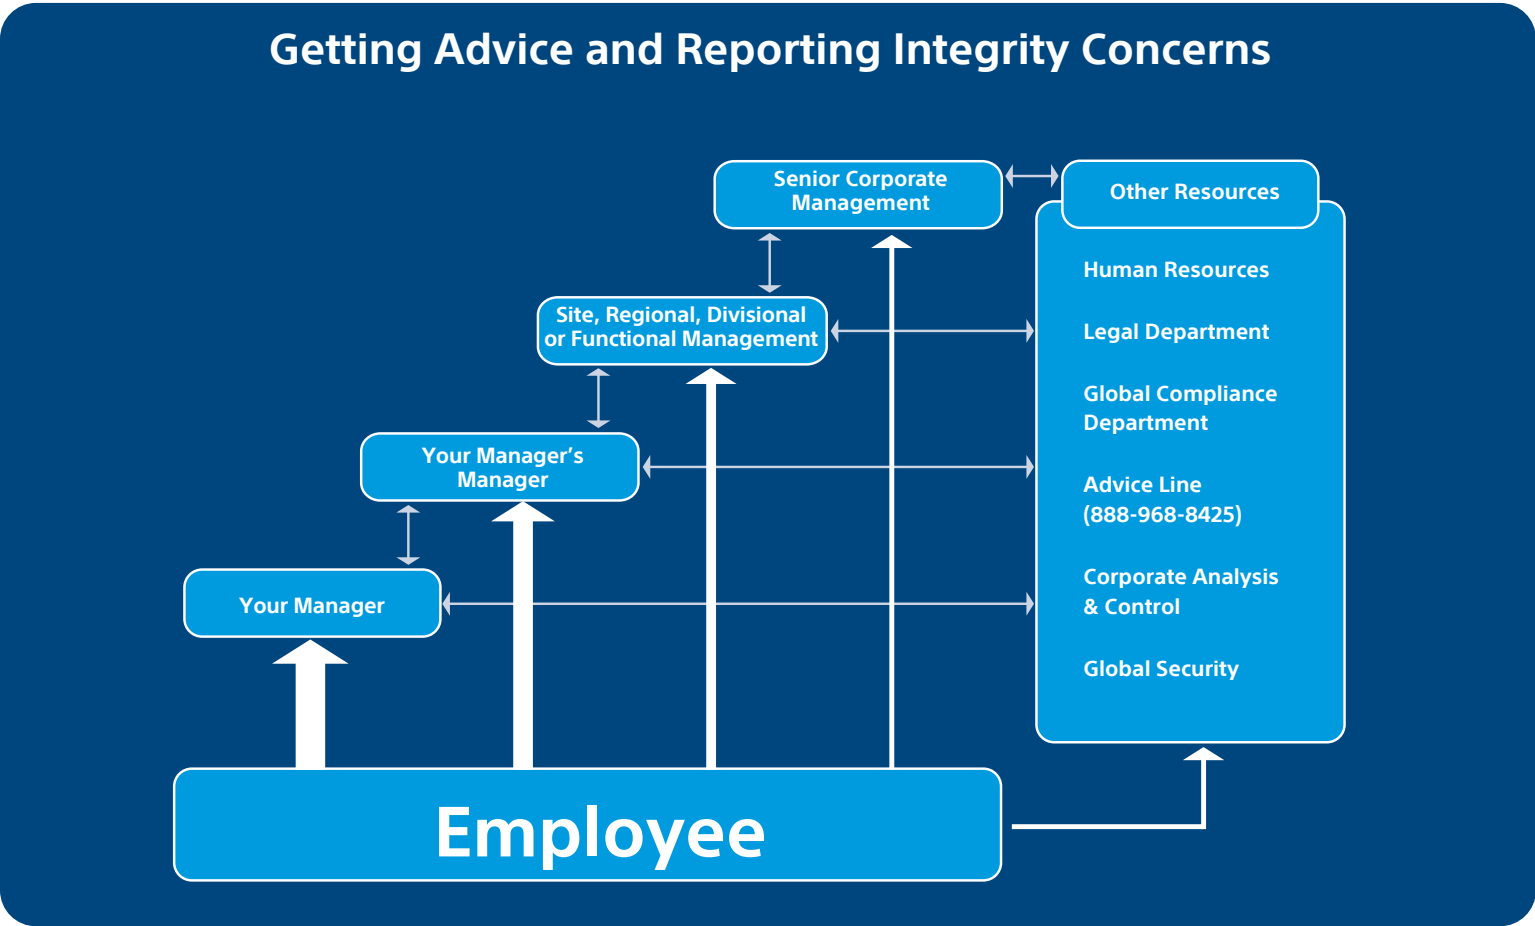 Getting Advice and Reporting Integrity Concerns
Senior Corporate
Management
Other Resources
Human Resources
Legal Department
Global Compliance
Department
Advice Line
(888-968-8425)
Corporate Analysis
& Control
Global Security
Site, Regional, Divisional
or Functional Management
Your Manager’s
Manager
Your Manager
Employee